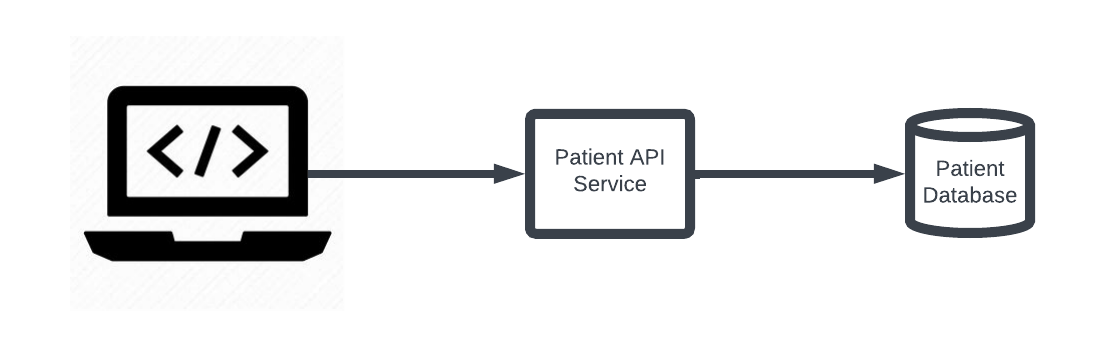 </>
Patient API
Service
Patient
Database